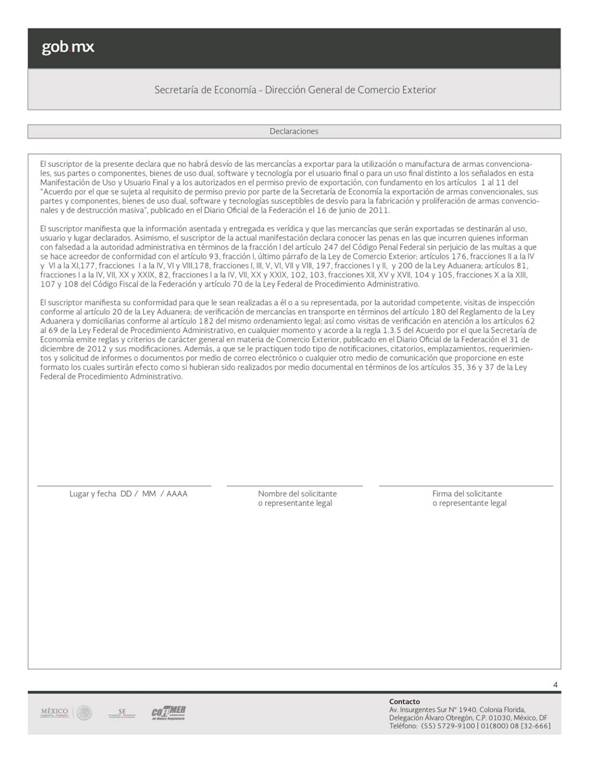 gob mx
Secretaría de Economía - Dirección General de Comercio Exterior
Declaraciones
El suscriptor de la presente declara que no habrá desvío de las mercancías a exportar para la utilización o manufactura de armas convenciona-
les, sus partes o componentes, bienes de uso dual, software y tecnología por el usuario final o para un uso final distinto a los señalados en esta
Manifestación de Uso y Usuario Final y a los autorizados en el permiso previo de exportación, con fundamento en los artículos 1 al 11 del
"Acuerdo por el que se sujeta al requisito de permiso previo por parte de la Secretaría de Economía la exportación de armas convencionales, sus
partes y componentes, bienes de uso dual, software y tecnologías susceptibles de desvío para la fabricación y proliferación de armas convencio-
nales y de destrucción masiva", publicado en el Diario Oficial de la Federación el 16 de junio de 2011.
El suscriptor manifiesta que la información asentada y entregada es verídica y que las mercancías que serán exportadas se destinarán al uso,
usuario y lugar declarados. Asimismo, el suscriptor de la actual manifestación declara conocer las penas en las que incurren quienes informan
con falsedad a la autoridad administrativa en términos de la fracción I del artículo 247 del Código Penal Federal sin perjuicio de las multas a que
se hace acreedor de conformidad con el artículo 93, fracción I, último párrafo de la Ley de Comercio Exterior; artículos 176, fracciones II a la IV
y VI a la XI,177, fracciones I a la IV, VI y VIII,178, fracciones I, III, V, VI, VII y VIII, 197, fracciones I y II, y 200 de la Ley Aduanera; artículos 81,
fracciones I a la IV, VII, XX y XXIX, 82, fracciones I a la IV, VII, XX y XXIX, 102, 103, fracciones XII, XV y XVII, 104 y 105, fracciones X a la XIII,
107 y 108 del Código Fiscal de la Federación y artículo 70 de la Ley Federal de Procedimiento Administrativo.
El suscriptor manifiesta su conformidad para que le sean realizadas a él o a su representada, por la autoridad competente, visitas de inspección
conforme al artículo 20 de la Ley Aduanera; de verificación de mercancías en transporte en términos del artículo 180 del Reglamento de la Ley
Aduanera y domiciliarias conforme al artículo 182 del mismo ordenamiento legal; así como visitas de verificación en atención a los artículos 62
al 69 de la Ley Federal de Procedimiento Administrativo, en cualquier momento y acorde a la regla 1.3.5 del Acuerdo por el que la Secretaría de
Economía emite reglas y criterios de carácter general en materia de Comercio Exterior, publicado en el Diario Oficial de la Federación el 31 de
diciembre de 2012 y sus modificaciones. Además, a que se le practiquen todo tipo de notificaciones, citatorios, emplazamientos, requerimien-
tos y solicitud de informes o documentos por medio de correo electrónico o cualquier otro medio de comunicación que proporcione en este
formato los cuales surtirán efecto como si hubieran sido realizados por medio documental en términos de los artículos 35, 36 y 37 de la Ley
Federal de Procedimiento Administrativo.
Lugar y fecha DD / MM / AAAA
Nombre del solicitante
o representante legal
Firma del solicitante
o representante legal
4
MÉXICO
SE
COFEMER
Contacto
Av. Insurgentes Sur N° 1940, Colonia Florida,
Delegación Álvaro Obregón, C.P. 01030, México, DF
Teléfono: (55) 5729-9100 | 01(800) 08 [32-666]